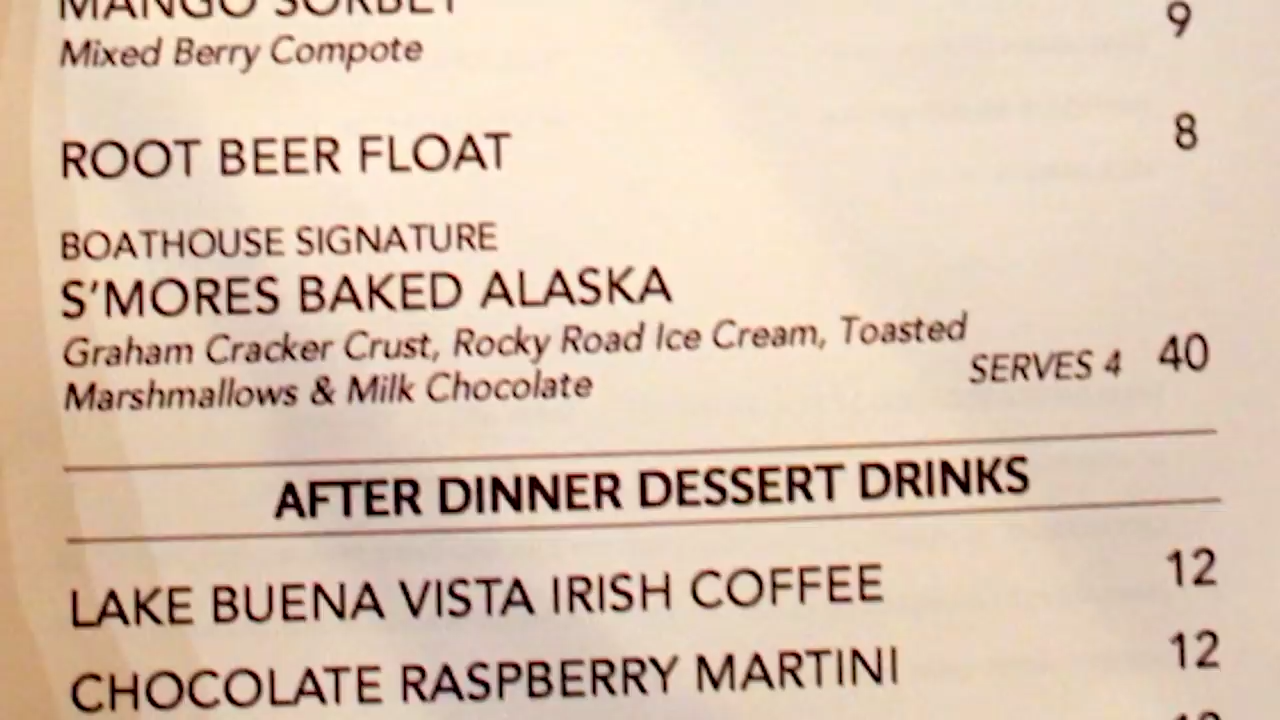 MANGO SORBET 9
Mixed Berry Compote
ROOT BEER FLOAT 8
BOATHOUSE SIGNATURE
S'MORES BAKED ALASKA
Graham Cracker Crust, Rocky Road Ice Cream, Toasted
Marshmallows & Milk Chocolate SERVES 4 40
AFTER DINNER DESSERT DRINKS
LAKE BUENA VISTA IRISH COFFEE 12
CHOCOLATE RASPBERRY MARTINI 12